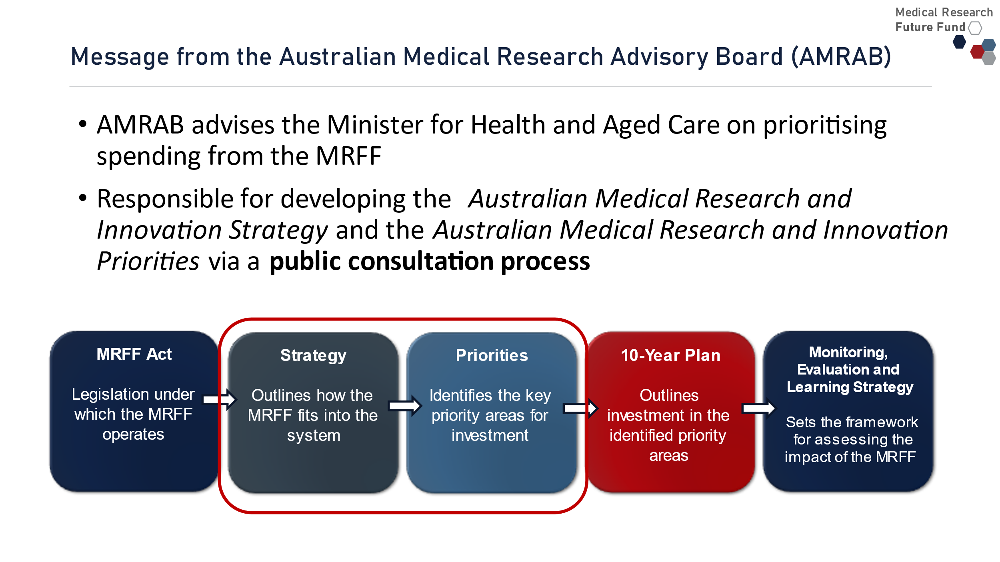 Medical Research
Future Fund
Message from the Australian Medical Research Advisory Board (AMRAB)
• AMRAB advises the Minister for Health and Aged Care on prioritising
spending from the MRFF
• Responsible for developing the Australian Medical Research and
Innovation Strategy and the Australian Medical Research and Innovation
Priorities via a public consultation process
MRFF Act
Legislation under
which the MRFF
operates
Strategy
Outlines how the
MRFF fits into the
system
Priorities
Identifies the key
priority areas for
investment
10-Year Plan
Outlines
investment in the
identified priority
areas
Monitoring,
Evaluation and
Learning Strategy
Sets the framework
for assessing the
impact of the MRFF